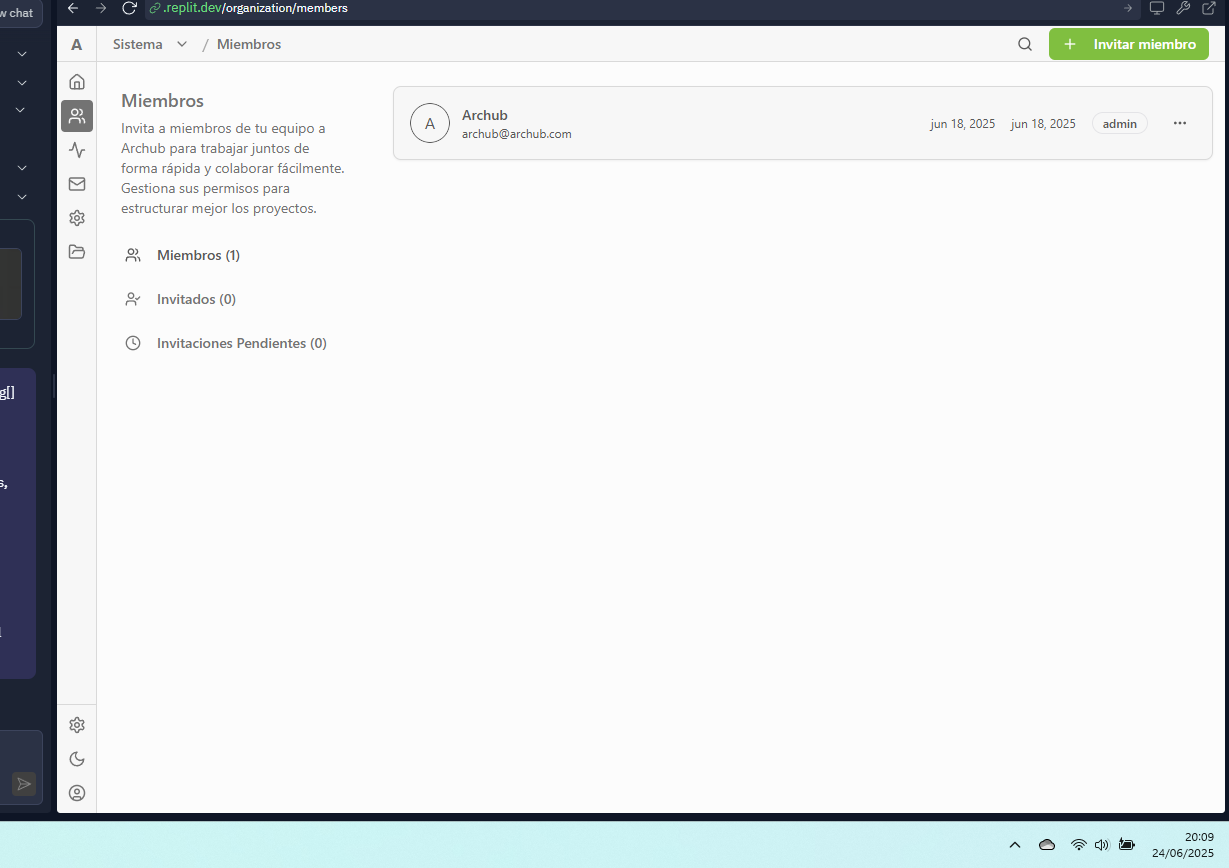 w chat
.replit.dev/organization/members
A
Sistema / Miembros
Invitar miembro
Miembros
Invita a miembros de tu equipo a
Archub para trabajar juntos de
forma rápida y colaborar fácilmente.
Gestiona sus permisos para
estructurar mejor los proyectos.
Miembros (1)
Invitados (0)
Invitaciones Pendientes (0)
A
Archub
archub@archub.com
jun 18, 2025
jun 18, 2025
admin
g[]
s,
20:09
24/06/2025